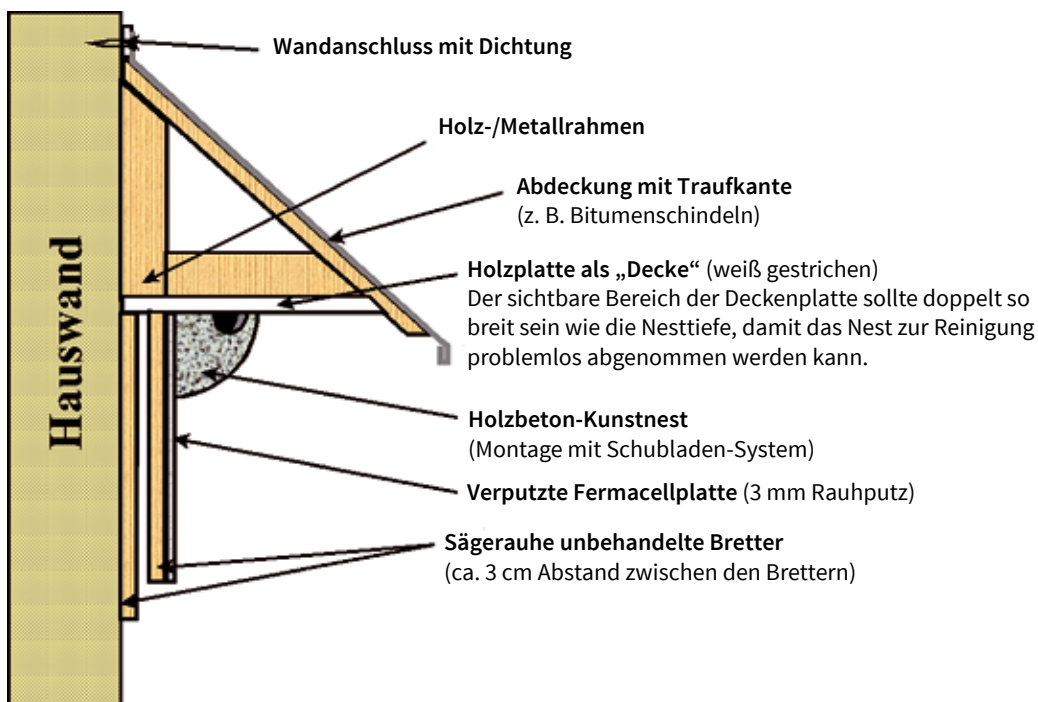 Wandanschluss mit Dichtung
Holz-/Metallrahmen
Abdeckung mit Traufkante
(z. B. Bitumenschindeln)
Holzplatte als „Decke“ (weiß gestrichen)
Der sichtbare Bereich der Deckenplatte sollte doppelt so
breit sein wie die Nesttiefe, damit das Nest zur Reinigung
problemlos abgenommen werden kann.
Hauswand
Holzbeton-Kunstnest
(Montage mit Schubladen-System)
Verputzte Fermacellplatte (3 mm Rauhputz)
Sägerauhe unbehandelte Bretter
(ca. 3 cm Abstand zwischen den Brettern)